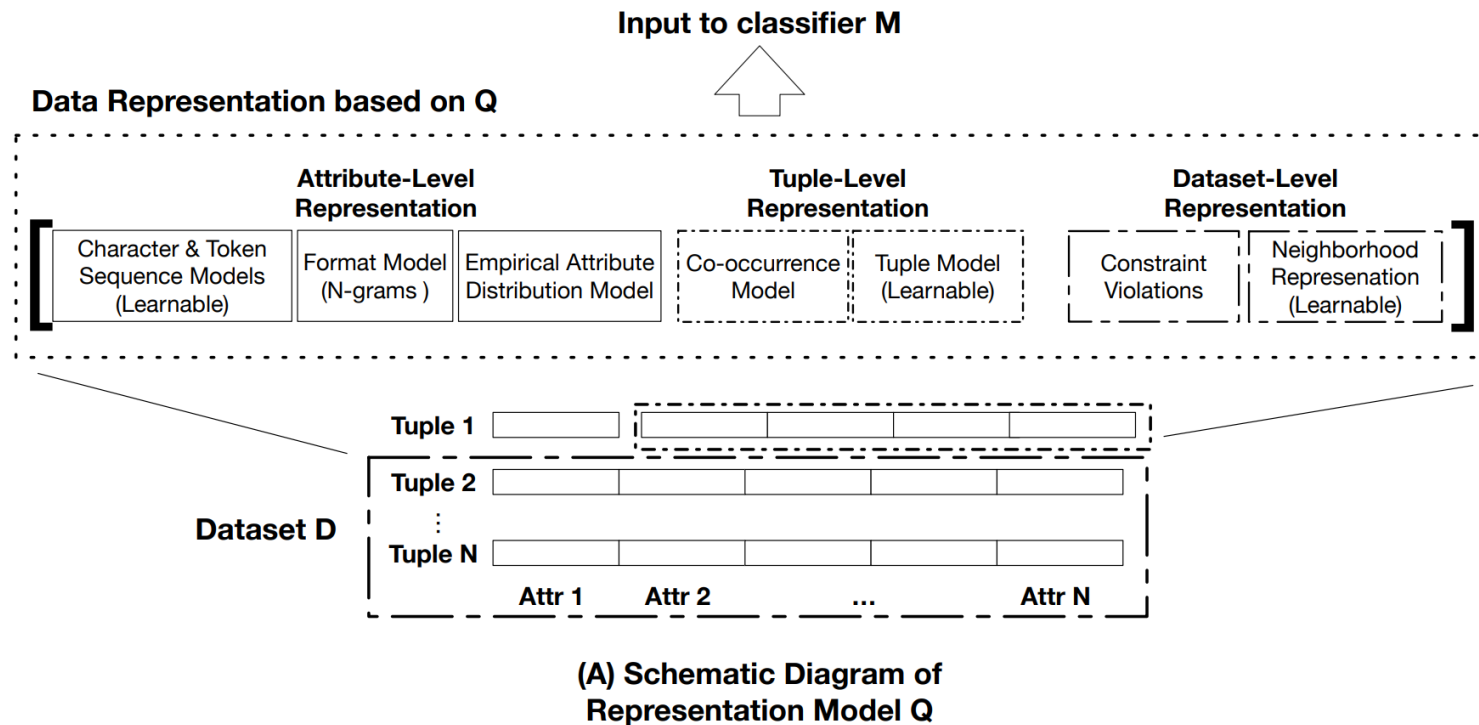 Input to classifier M
Data Representation based on Q
Attribute-Level
Representation
Tuple-Level
Representation
Dataset-Level
Representation
[
Character & Token
Sequence Models
(Learnable)
Format Model
(N-grams )
Empirical Attribute
Distribution Model
Co-occurrence
Model
Tuple Model
(Learnable)
Constraint
Violations
Neighborhood
Represenation
(Learnable)
]
Tuple 1
Tuple 2
⋮
Tuple N
Dataset D
Attr 1
Attr 2
...
Attr N
(A) Schematic Diagram of
Representation Model Q